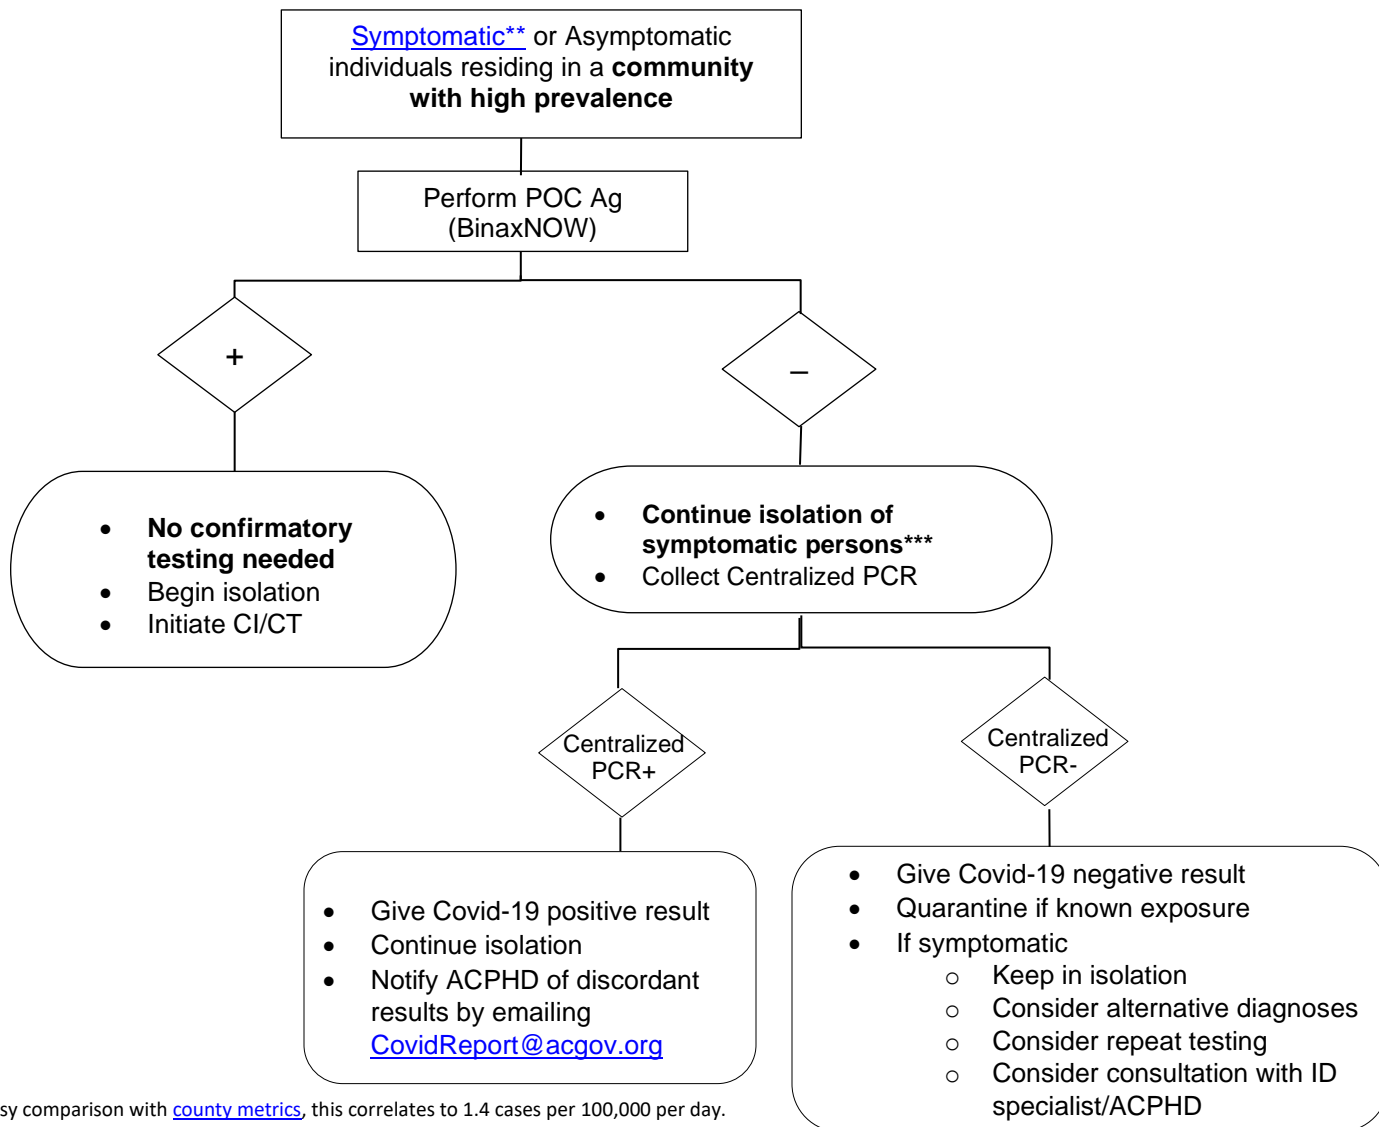 Symptomatic** or Asymptomatic
individuals residing in a community
with high prevalence
Perform POC Ag
(BinaxNOW)
+
–
• No confirmatory
testing needed
• Begin isolation
• Initiate CI/CT
• Continue isolation of
symptomatic persons***
• Collect Centralized PCR
Centralized
PCR+
Centralized
PCR-
• Give Covid-19 positive result
• Continue isolation
• Notify ACPHD of discordant
results by emailing
CovidReport@acgov.org
• Give Covid-19 negative result
• Quarantine if known exposure
• If symptomatic
o Keep in isolation
o Consider alternative diagnoses
o Consider repeat testing
o Consider consultation with ID
specialist/ACPHD
sy comparison with county metrics, this correlates to 1.4 cases per 100,000 per day.